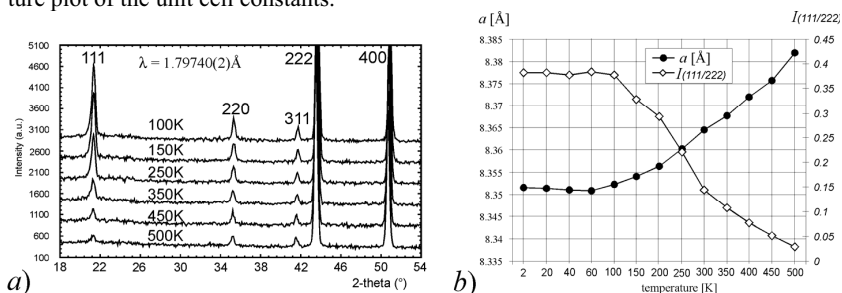 ture plot of the unit cell constants.
5100
4600
4100
3600
3100
2600
2100
1600
1100
600
100
Intensity (a.u.)
111
λ = 1.79740(2)Å
222
400
220
311
100K
150K
250K
350K
450K
500K
18 22 26 30 34 38 42 46 50 54
2-theta (°)
a)
a [Å]
I(111/222)
8.385
8.38
8.375
8.37
8.365
8.36
8.355
8.35
8.345
8.34
8.335
a [Å]
I(111/222)
0.45
0.4
0.35
0.3
0.25
0.2
0.15
0.1
0.05
0
2 20 40 60 100 150 200 250 300 350 400 450 500
temperature [K]
b)